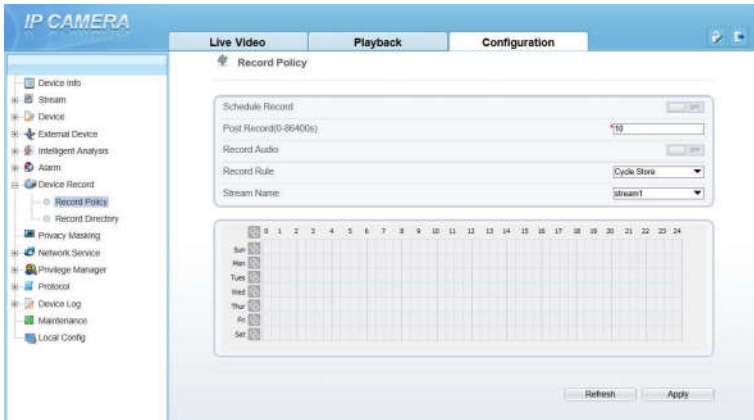 IP CAMERA
Live Video
Playback
Configuration
Record Policy
Device Info
Stream
Device
External Device
Intelligent Analysis
Alarm
Device Record
Record Policy
Record Directory
Privacy Masking
Network Service
Privilege Manager
Protocol
Device Log
Maintenance
Local Config
Schedule Record OFF
Post Record(0-86400s) *10
Record Audio OFF
Record Rule Cycle Store
Stream Name stream1
0 1 2 3 4 5 6 7 8 9 10 11 12 13 14 15 16 17 18 19 20 21 22 23 24
Sun
Mon
Tues
Wed
Thur
Fri
Sat
Refresh Apply